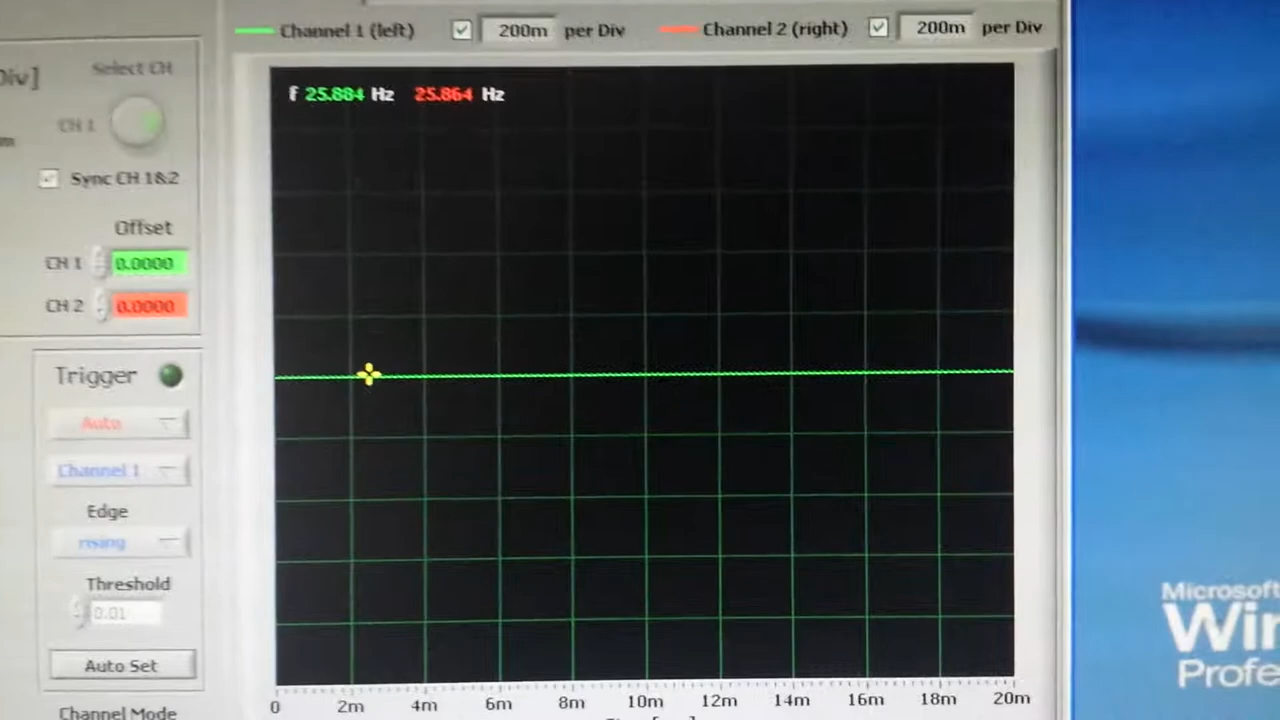 Channel 1 (left) 200m per Div Channel 2 (right) 200m per Div
Div]
Select CH
CH 1
Sync CH 1&2
Offset
CH 1 0.0000
CH 2 0.0000
Trigger
Auto
Channel 1
Edge
rising
Threshold
0.01
Auto Set
Channel Mode
f 25.884 Hz 25.864 Hz
0 2m 4m 6m 8m 10m 12m 14m 16m 18m 20m
Microsoft
Win
Profe